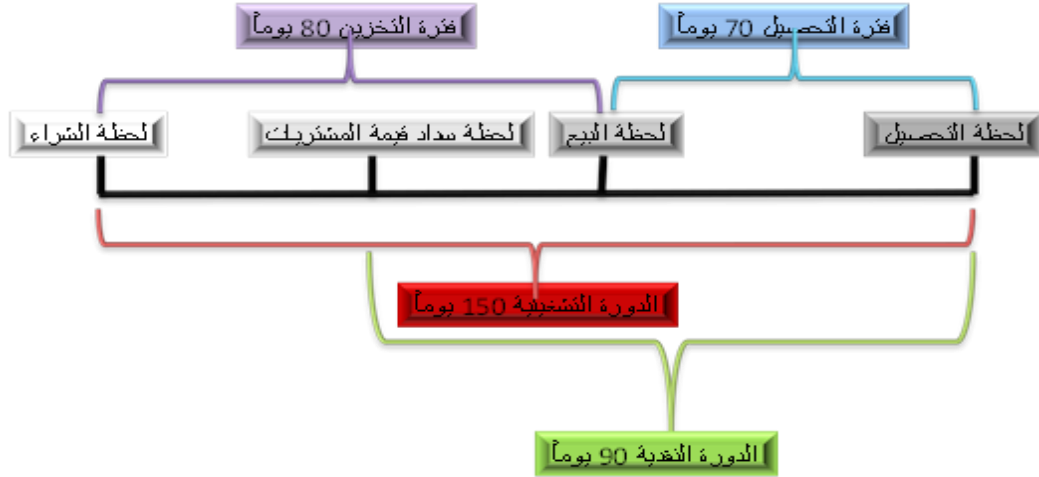 فترة التحصيل 70 يوماً
فترة التخزين 80 يوماً
لحظة التحصيل
لحظة البيع
لحظة سداد قيمة المشتريات
لحظة الشراء
الدورة التشغيلية 150 يوماً
الدورة النقدية 90 يوماً